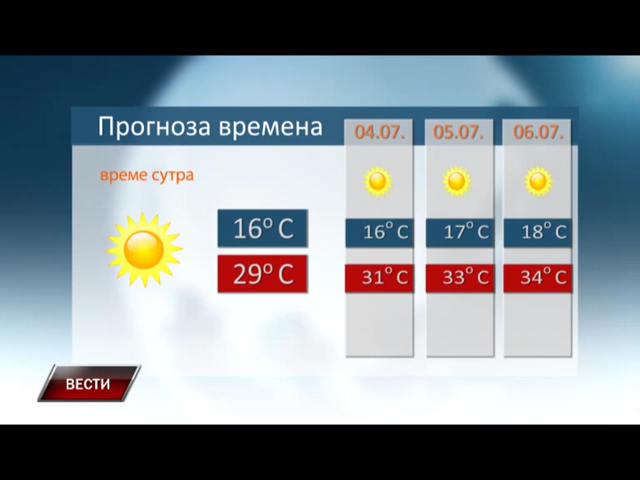 Прогноза времена
време сутра
16° C
29° C
04.07.
16° C
31° C
05.07.
17° C
33° C
06.07.
18° C
34° C
ВЕСТИ